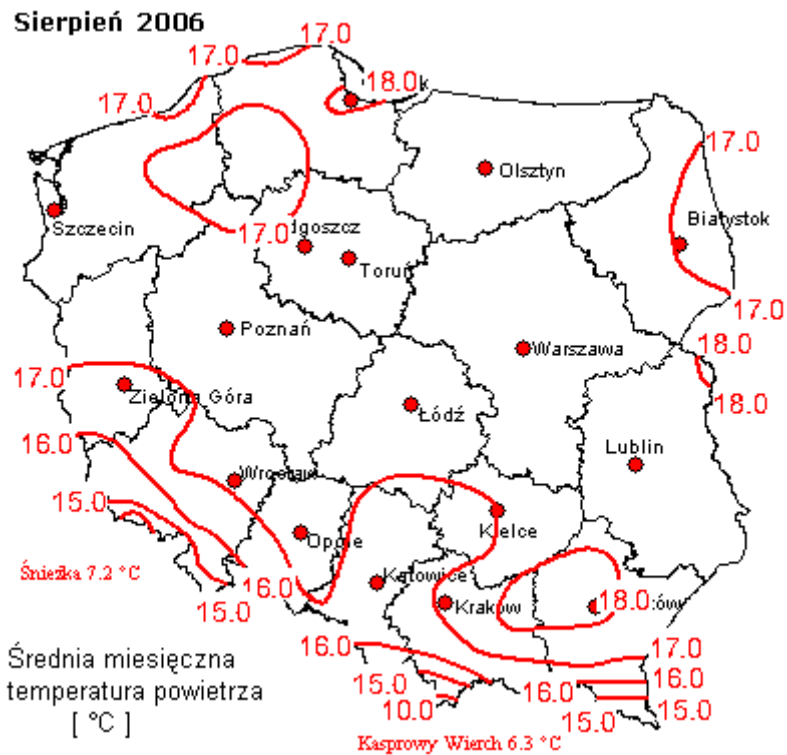 Sierpień 2006
17.0
17.0
17.0
18.0
k
17.0
Olsztyn
Białystok
Szczecin
17.0
dgoszcz
Toruń
17.0
Poznań
Warszawa
18.0
17.0
Zielona Góra
18.0
Łódź
16.0
Lublin
Wrocław
15.0
Kielce
Opole
Śnieżka 7.2 °C
16.0
Katowice
Kraków
18.0
ów
15.0
16.0
17.0
Średnia miesięczna
15.0
16.0
16.0
temperatura powietrza
10.0
15.0
15.0
[ °C ]
Kasprowy Wierch 6.3 °C